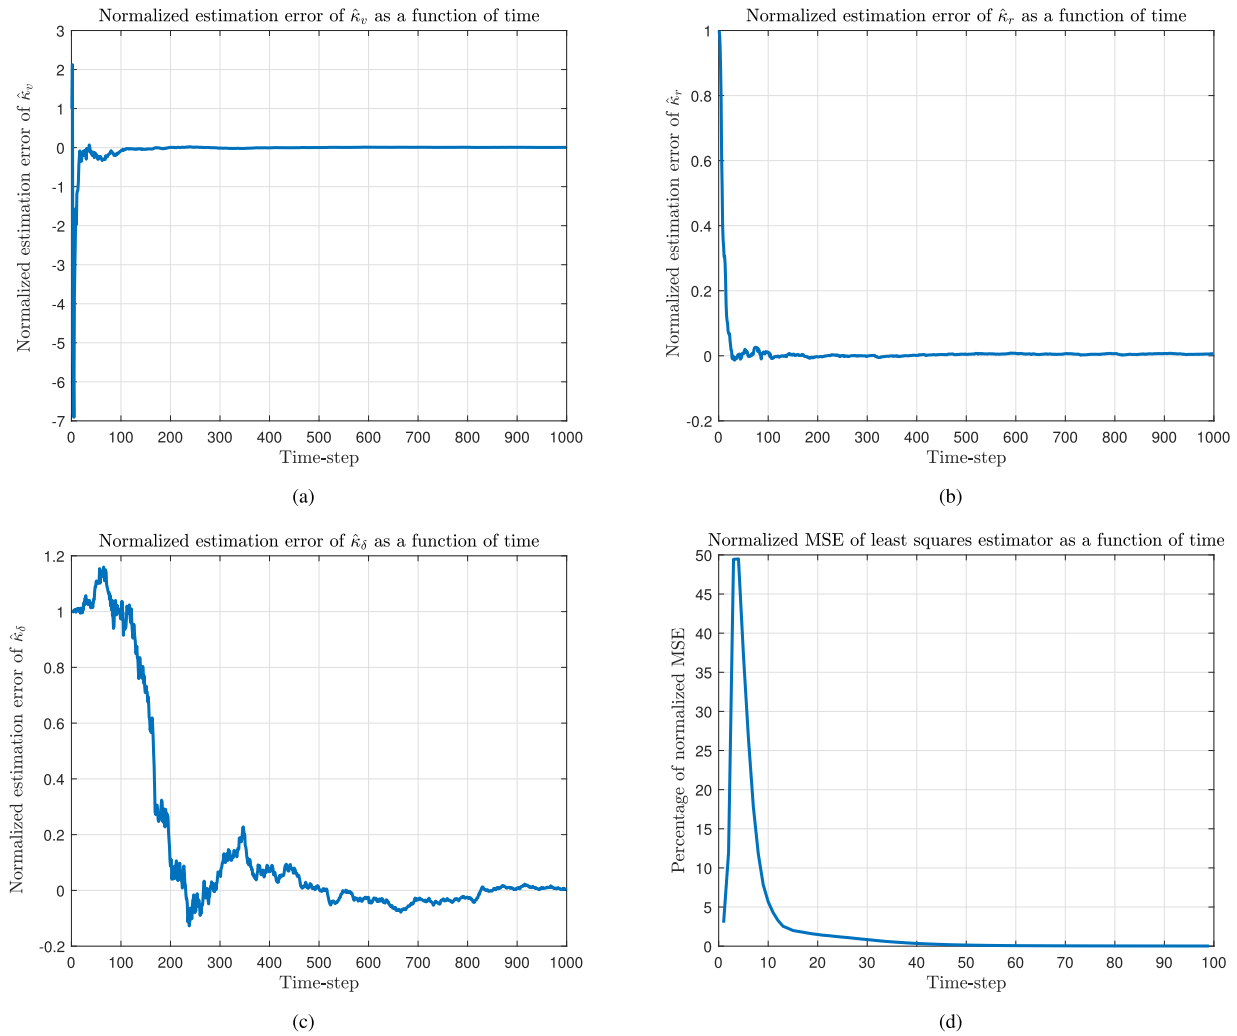 Normalized estimation error of κ̂_v as a function of time
3
2
1
0
-1
-2
-3
-4
-5
-6
-7
Normalized estimation error of κ̂_v
0 100 200 300 400 500 600 700 800 900 1000
Time-step
(a)
Normalized estimation error of κ̂_r as a function of time
1
0.8
0.6
0.4
0.2
0
-0.2
Normalized estimation error of κ̂_r
0 100 200 300 400 500 600 700 800 900 1000
Time-step
(b)
Normalized estimation error of κ̂_δ as a function of time
1.2
1
0.8
0.6
0.4
0.2
0
-0.2
Normalized estimation error of κ̂_δ
0 100 200 300 400 500 600 700 800 900 1000
Time-step
(c)
Normalized MSE of least squares estimator as a function of time
50
45
40
35
30
25
20
15
10
5
0
Percentage of normalized MSE
0 10 20 30 40 50 60 70 80 90 100
Time-step
(d)